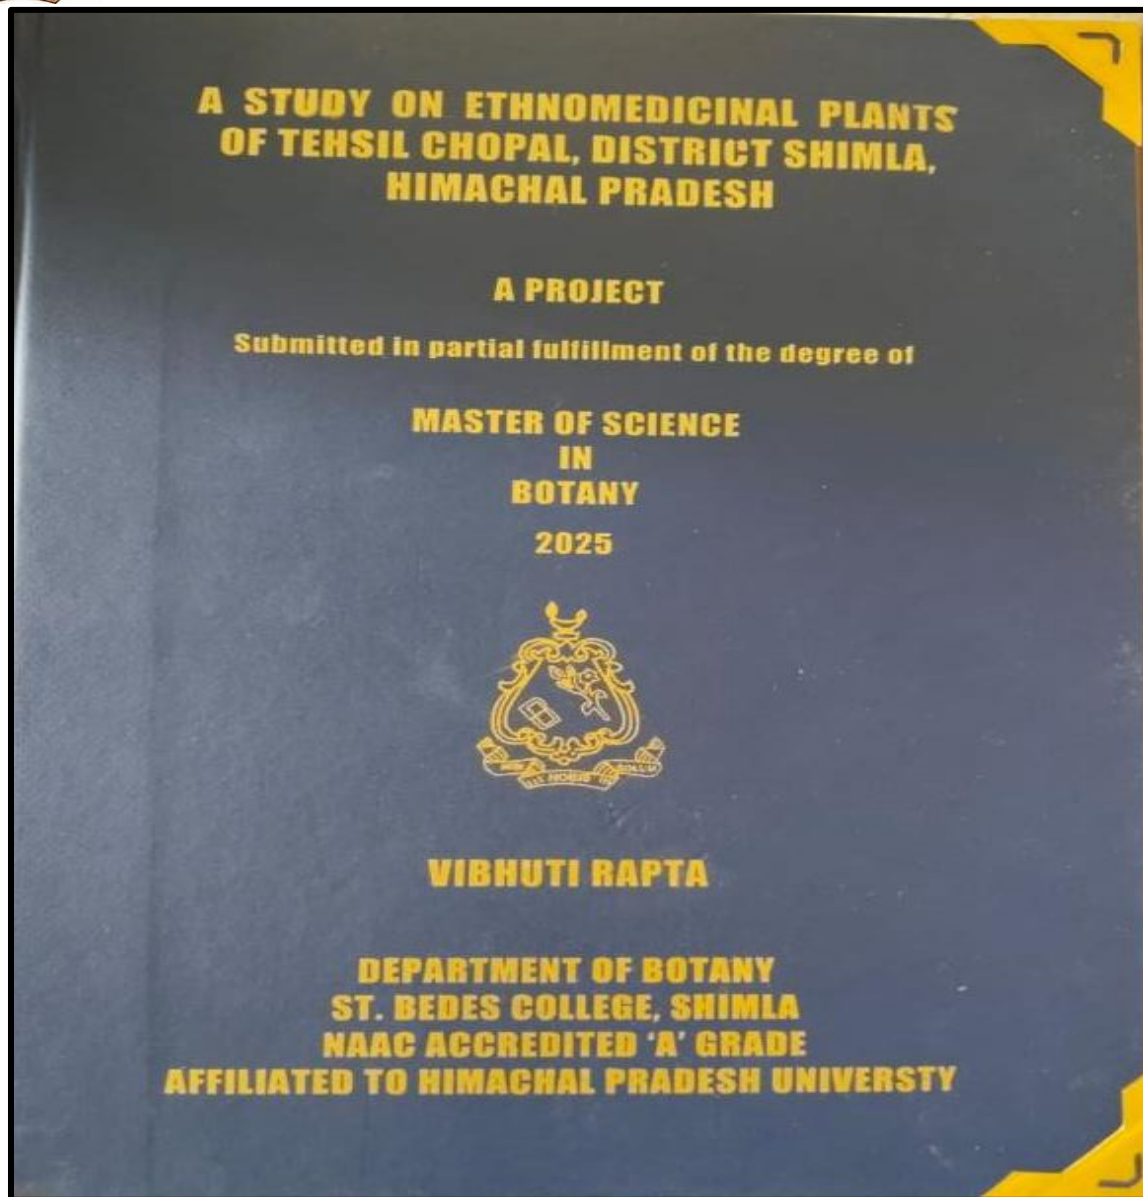 A STUDY ON ETHNOMEDICINAL PLANTS
OF TEHSIL CHOPAL, DISTRICT SHIMLA,
HIMACHAL PRADESH
A PROJECT
Submitted in partial fulfillment of the degree of
MASTER OF SCIENCE
IN
BOTANY
2025
VIBHUTI RAPTA
DEPARTMENT OF BOTANY
ST. BEDES COLLEGE, SHIMLA
NAAC ACCREDITED ‘A’ GRADE
AFFILIATED TO HIMACHAL PRADESH UNIVERSTY